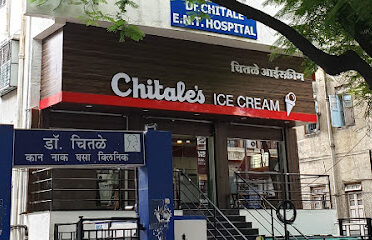 Dr. CHITALE
E.N.T. HOSPITAL
चितळे आईस्क्रीम
Chitale's ICE CREAM
डॉ. चितळे
कान नाक घसा क्लिनिक